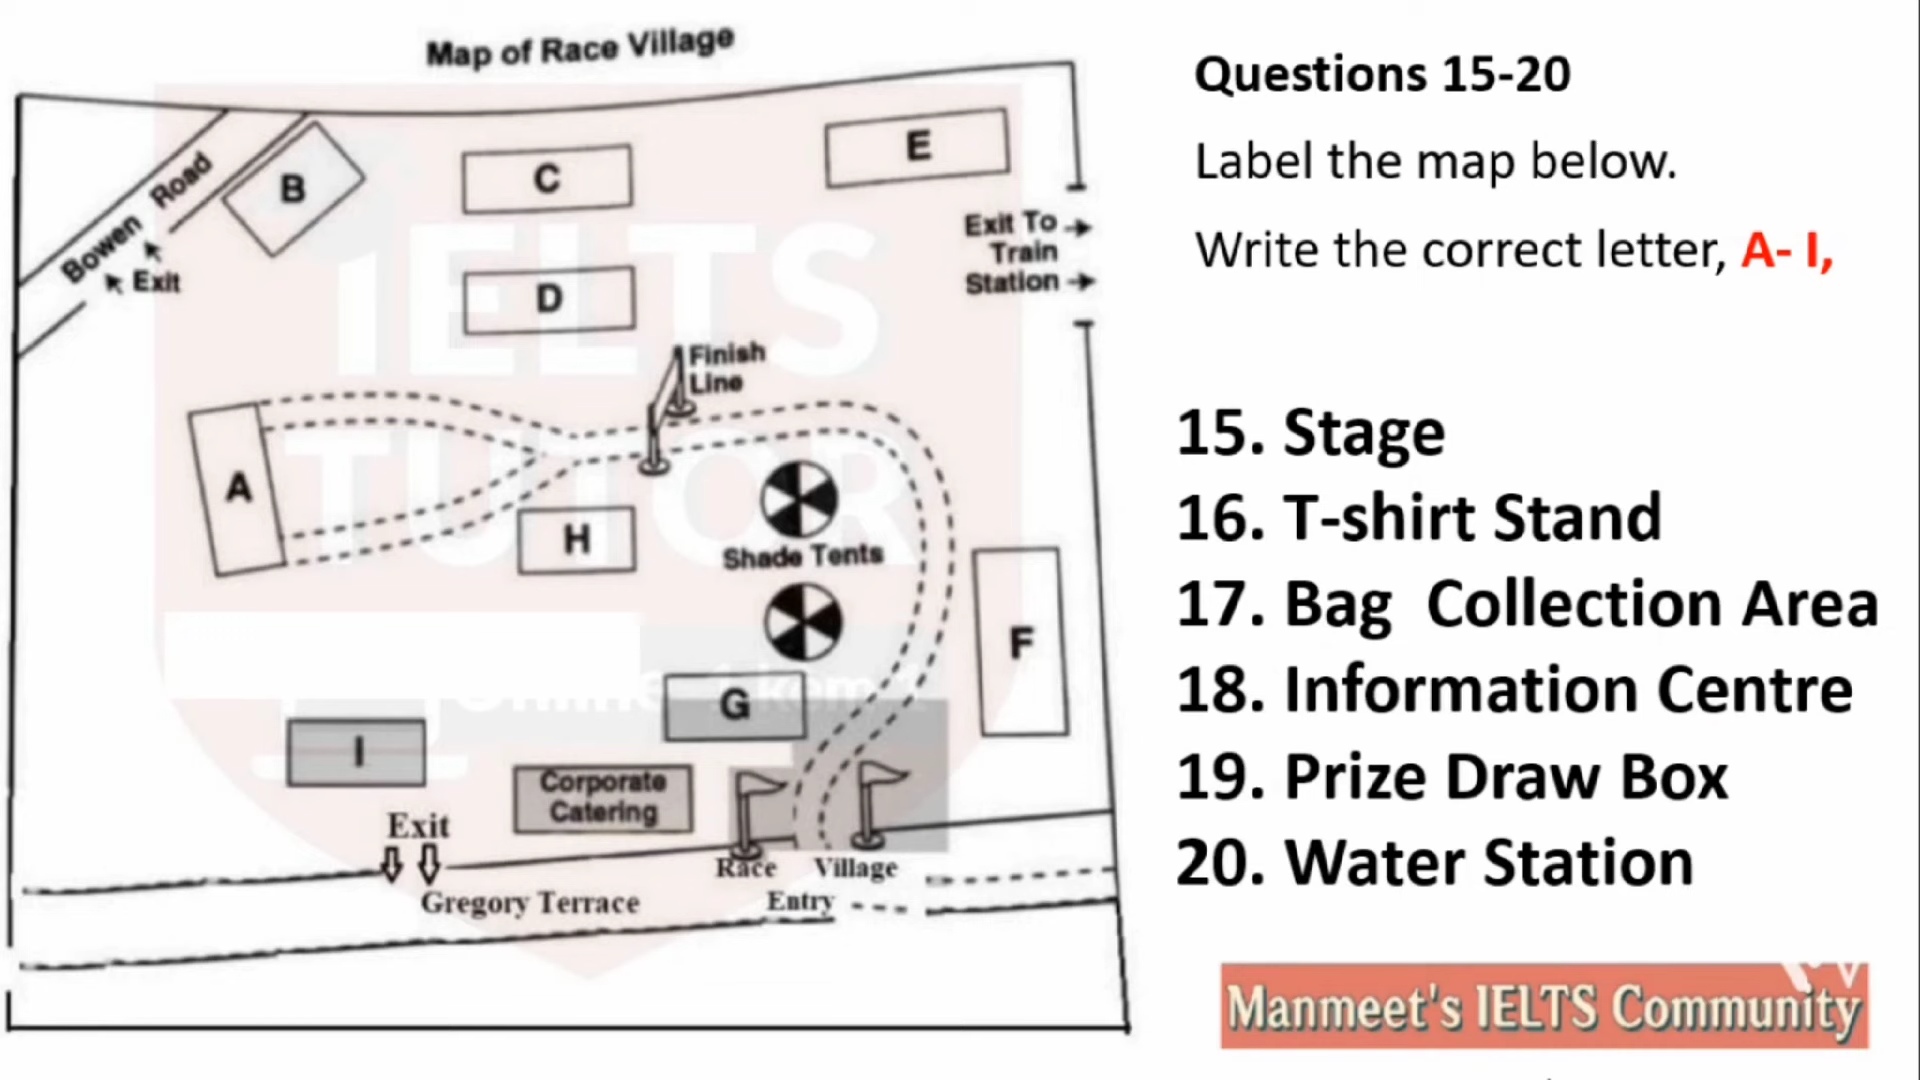 Map of Race Village
B
C
E
Bowen Road
Exit
D
Exit To
Train
Station
Finish
Line
A
H
Shade Tents
F
G
I
Corporate
Catering
Exit
Race Village
Gregory Terrace
Entry
IELTS
TUTOR
Questions 15-20
Label the map below.
Write the correct letter, A- I,
15. Stage
16. T-shirt Stand
17. Bag Collection Area
18. Information Centre
19. Prize Draw Box
20. Water Station
Manmeet's IELTS Community